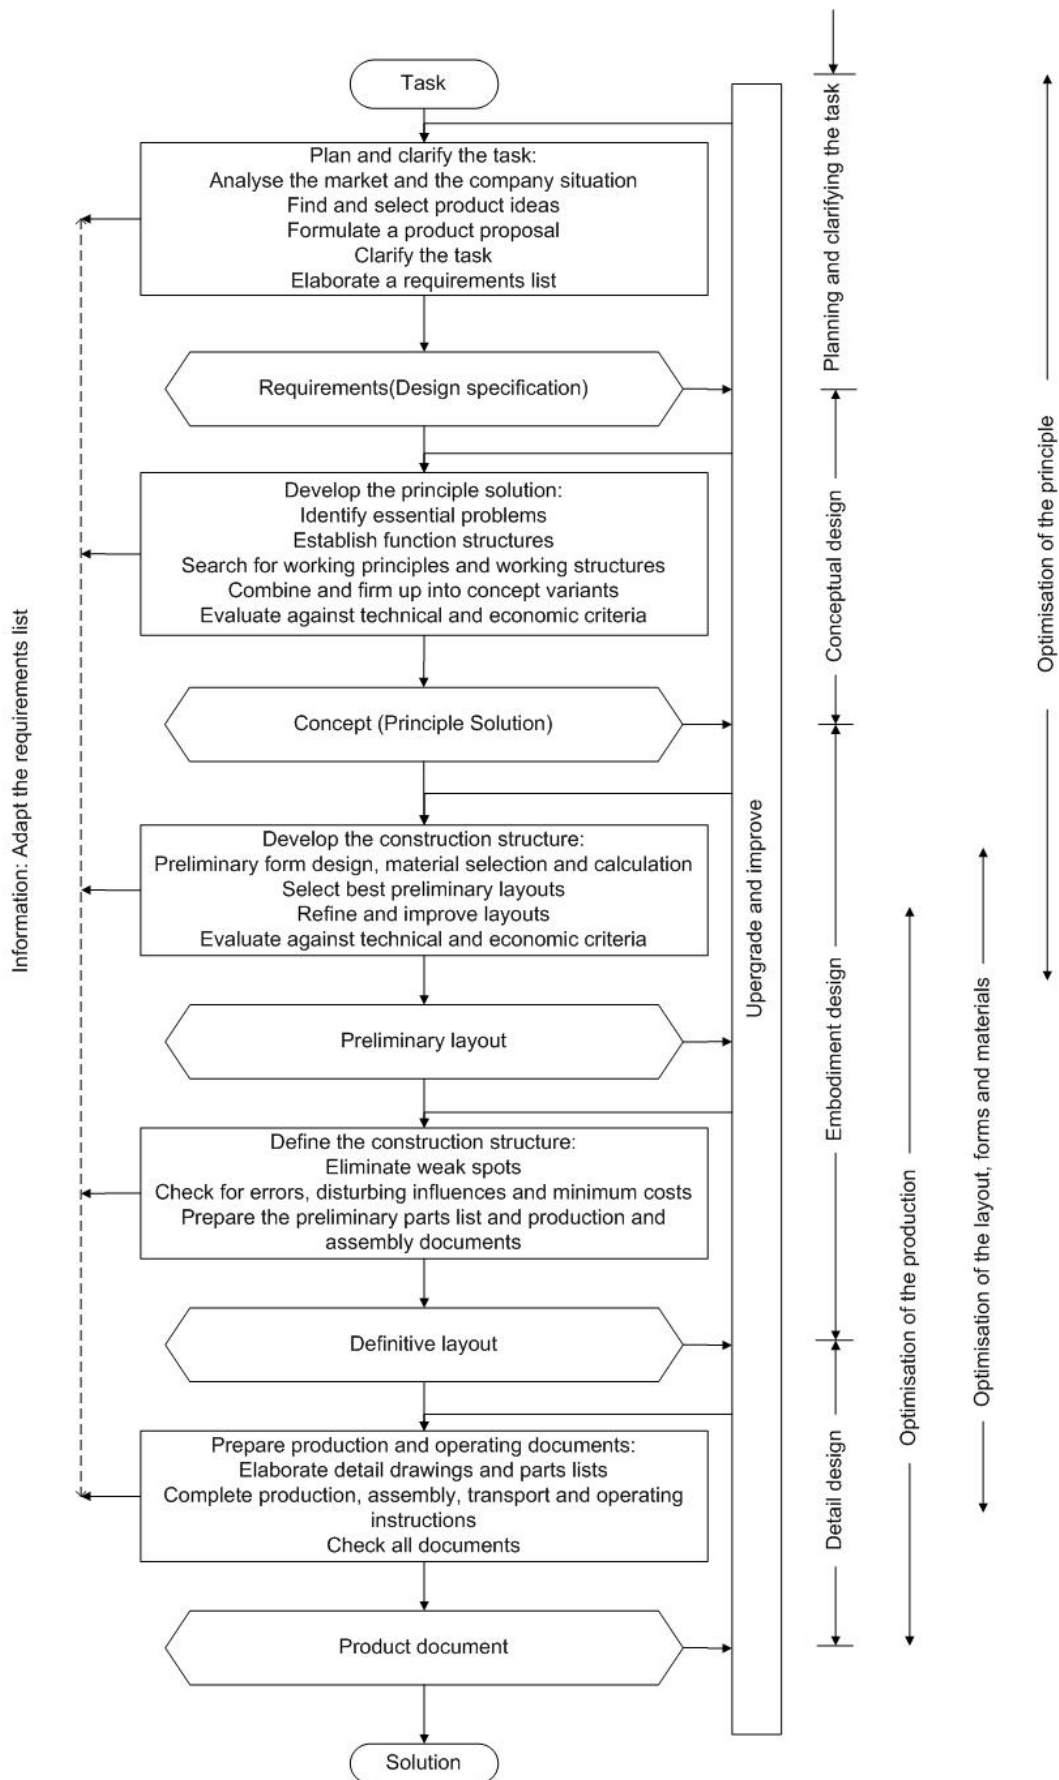 Task
Plan and clarify the task:
Analyse the market and the company situation
Find and select product ideas
Formulate a product proposal
Clarify the task
Elaborate a requirements list
Requirements(Design specification)
Develop the principle solution:
Identify essential problems
Establish function structures
Search for working principles and working structures
Combine and firm up into concept variants
Evaluate against technical and economic criteria
Concept (Principle Solution)
Develop the construction structure:
Preliminary form design, material selection and calculation
Select best preliminary layouts
Refine and improve layouts
Evaluate against technical and economic criteria
Preliminary layout
Define the construction structure:
Eliminate weak spots
Check for errors, disturbing influences and minimum costs
Prepare the preliminary parts list and production and
assembly documents
Definitive layout
Prepare production and operating documents:
Elaborate detail drawings and parts lists
Complete production, assembly, transport and operating
instructions
Check all documents
Product document
Solution
Information: Adapt the requirements list
Upergrade and improve
Planning and clarifying the task
Conceptual design
Embodiment design
Detail design
Optimisation of the production
Optimisation of the layout, forms and materials
Optimisation of the principle